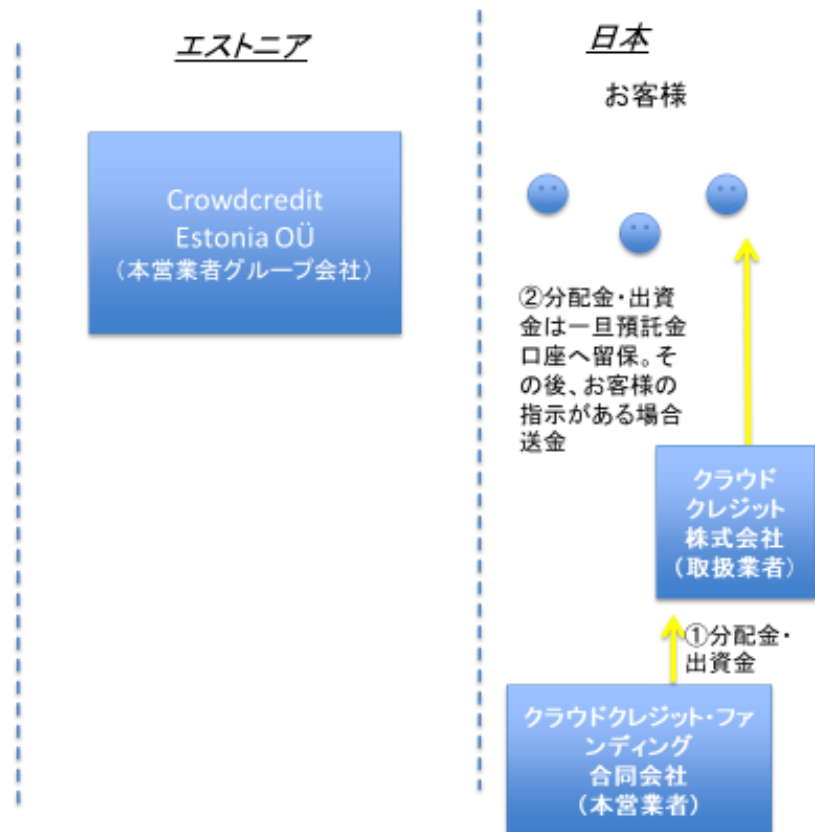 エストニア
日本
お客様
Crowdcredit
Estonia OÜ
（本営業者グループ会社）
②分配金・出資
金は一旦預託金
口座へ留保。そ
の後、お客様の
指示がある場合
送金
クラウド
クレジット
株式会社
（取扱業者）
①分配金・
出資金
クラウドクレジット・ファ
ンディング
合同会社
（本営業者）